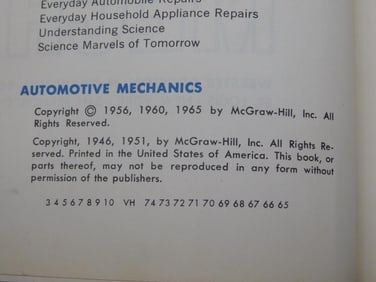 Everyday Automobile Repairs
Everyday Household Appliance Repairs
Understanding Science
Science Marvels of Tomorrow
AUTOMOTIVE MECHANICS
Copyright © 1956, 1960, 1965 by McGraw-Hill, Inc. All
Rights Reserved.
Copyright, 1946, 1951, by McGraw-Hill, Inc. All Rights Re-
served. Printed in the United States of America. This book, or
parts thereof, may not be reproduced in any form without
permission of the publishers.
3 4 5 6 7 8 9 10 VH 74 73 72 71 70 69 68 67 66 65